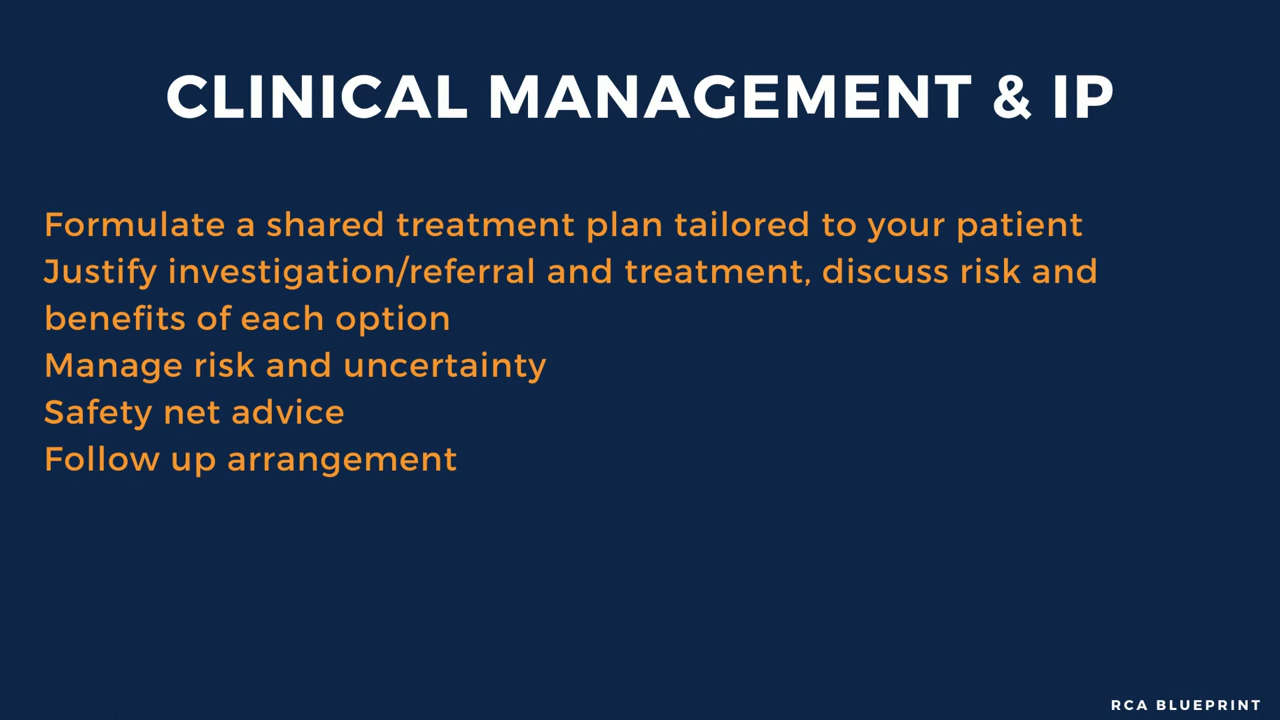 CLINICAL MANAGEMENT & IP
Formulate a shared treatment plan tailored to your patient
Justify investigation/referral and treatment, discuss risk and
benefits of each option
Manage risk and uncertainty
Safety net advice
Follow up arrangement
RCA BLUEPRINT